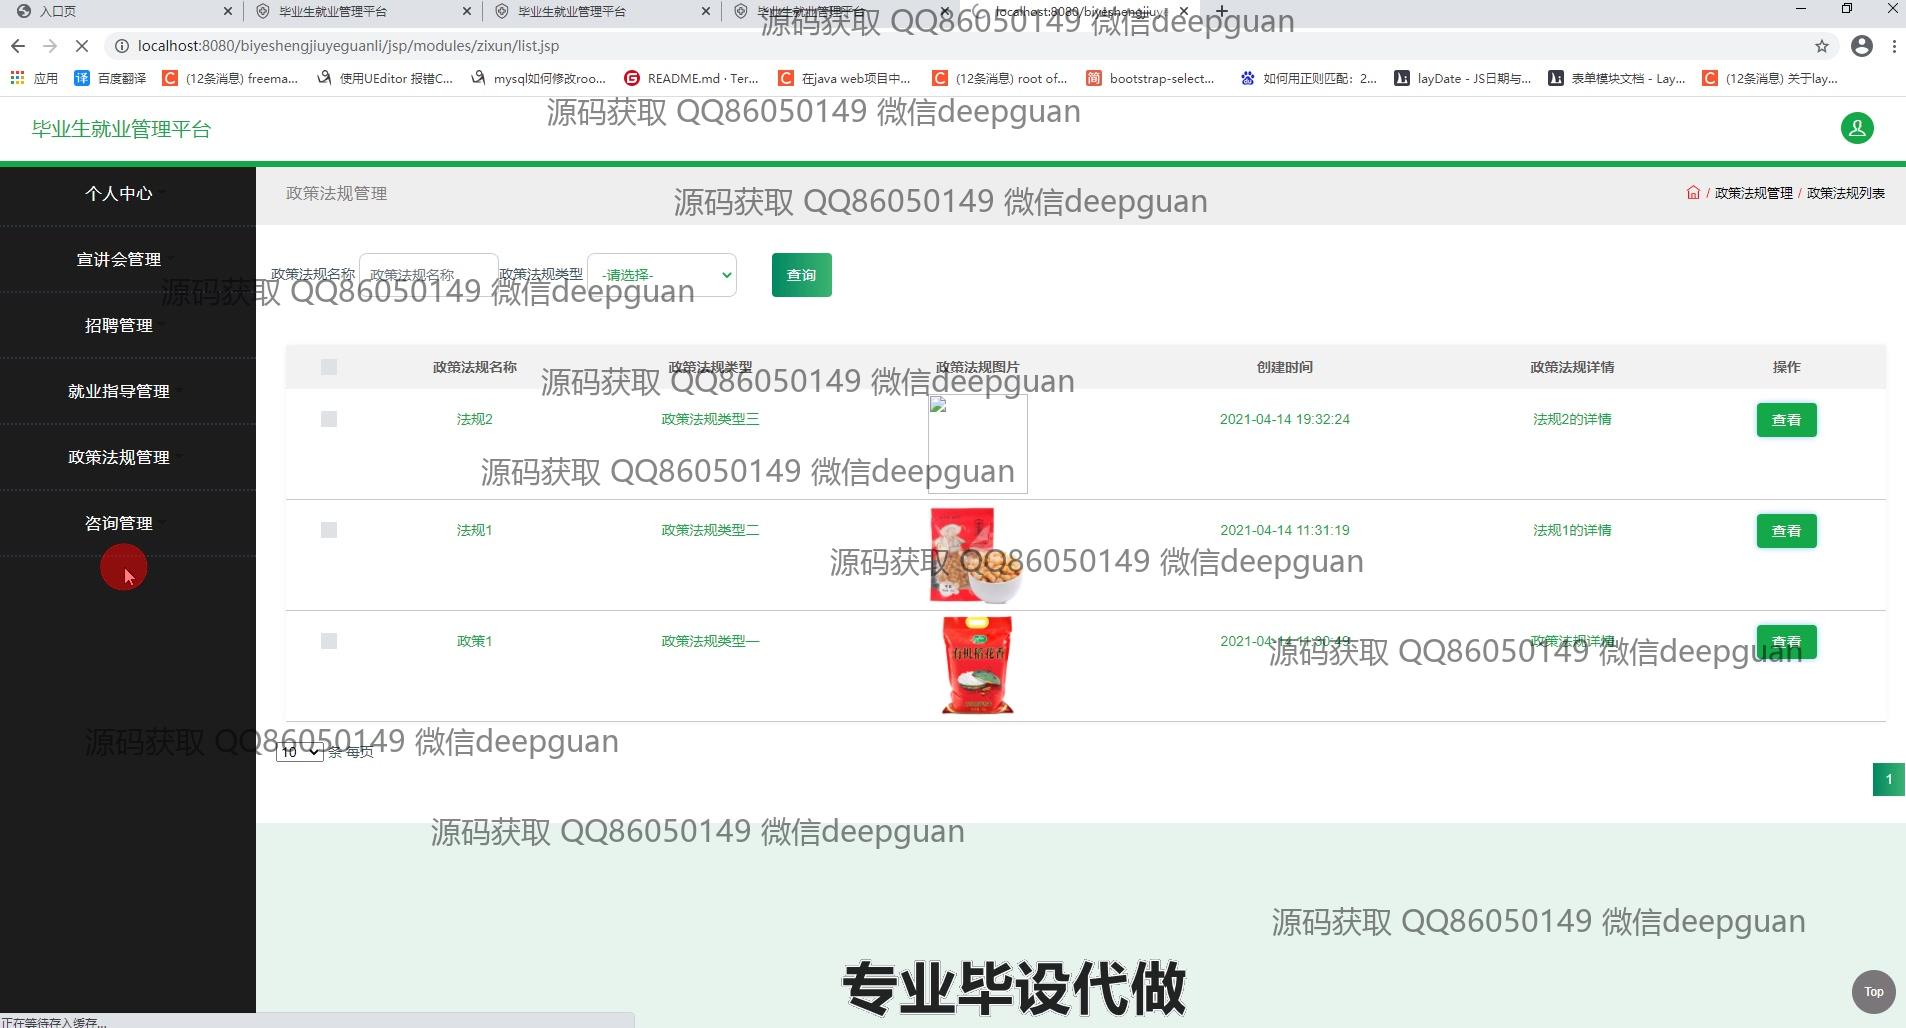 入口页
毕业生就业管理平台
毕业生就业管理平台
毕业生就业管理平台
localhost:8080/biyeshengjiuye
源码获取 QQ86050149 微信deepguan
localhost:8080/biyeshengjiuyeguanli/jsp/modules/zixun/list.jsp
应用
百度翻译
(12条消息) freema...
使用UEditor 报错C...
mysql如何修改roo...
README.md · Ter...
在java web项目中...
(12条消息) root of...
bootstrap-select...
如何用正则匹配：2...
layDate - JS日期与...
表单模块文档 - Lay...
(12条消息) 关于lay...
源码获取 QQ86050149 微信deepguan
毕业生就业管理平台
个人中心
宣讲会管理
招聘管理
就业指导管理
政策法规管理
咨询管理
政策法规管理
源码获取 QQ86050149 微信deepguan
/ 政策法规管理 / 政策法规列表
政策法规名称 政策法规名称 政策法规类型 -请选择- 查询
源码获取 QQ86050149 微信deepguan
政策法规名称 政策法规类型 政策法规图片 创建时间 政策法规详情 操作
源码获取 QQ86050149 微信deepguan
法规2 政策法规类型三 2021-04-14 19:32:24 法规2的详情 查看
源码获取 QQ86050149 微信deepguan
法规1 政策法规类型二 2021-04-14 11:31:19 法规1的详情 查看
源码获取 QQ86050149 微信deepguan
政策1 政策法规类型一 2021-04-14 11:30:49 政策法规详情 查看
有机稻花香
源码获取 QQ86050149 微信deepguan
源码获取 QQ86050149 微信deepguan
10 条 每页
1
源码获取 QQ86050149 微信deepguan
源码获取 QQ86050149 微信deepguan
专业毕设代做
Top
正在等待存入缓存...